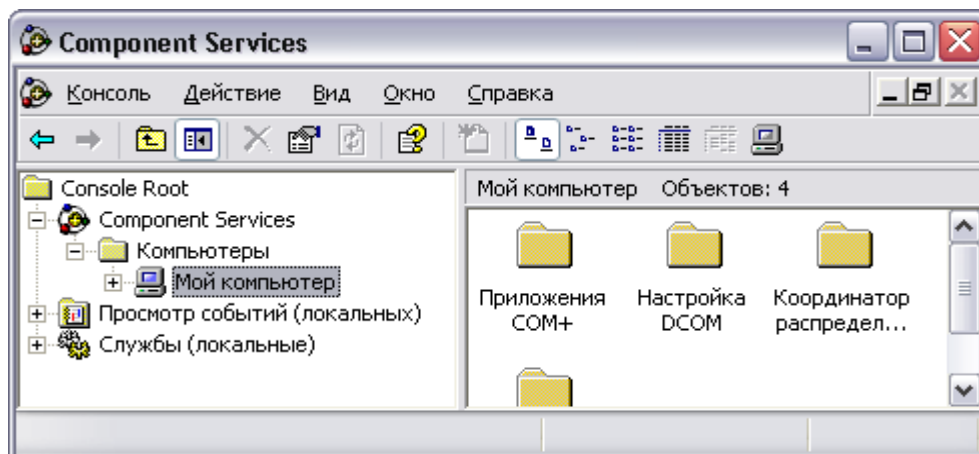 Component Services
Консоль Действие Вид Окно Справка
Console Root
Component Services
Компьютеры
Мой компьютер
Просмотр событий (локальных)
Службы (локальные)
Мой компьютер Объектов: 4
Приложения
COM+
Настройка
DCOM
Координатор
распредел...